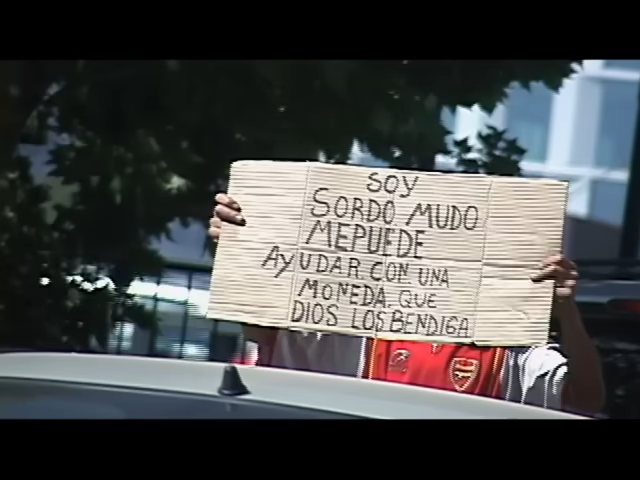 SOY
SORDO MUDO
MEPUEDE
AYUDAR CON UNA
MONEDA QUE
DIOS LOS BENDIGA